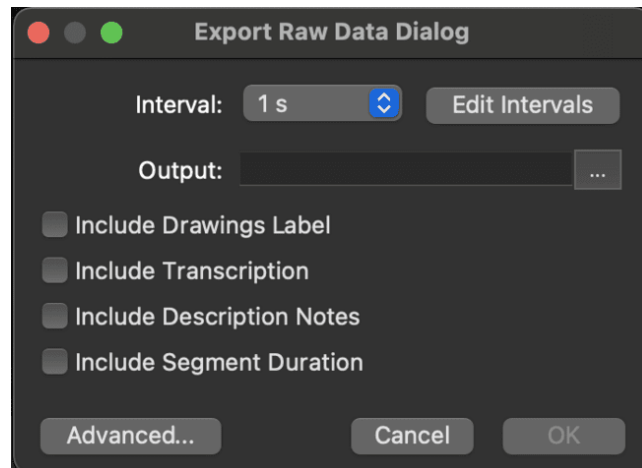 Export Raw Data Dialog
Interval: 1 s Edit Intervals
Output: ...
Include Drawings Label
Include Transcription
Include Description Notes
Include Segment Duration
Advanced... Cancel OK